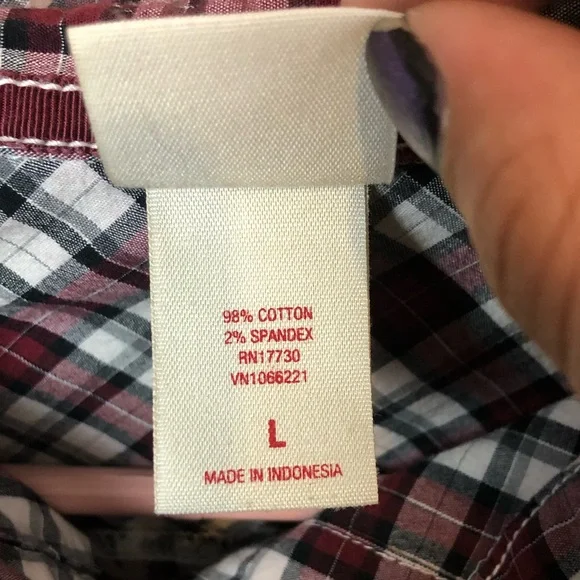 98% COTTON
2% SPANDEX
RN17730
VN1066221
L
MADE IN INDONESIA